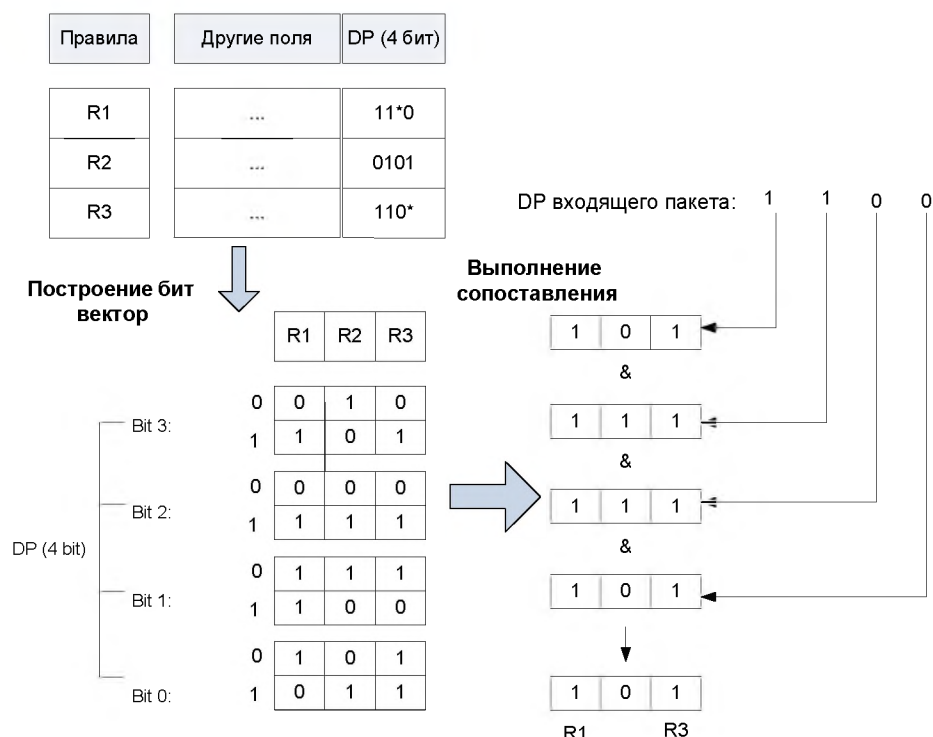 Правила Другие поля DP (4 бит)
R1 ... 11*0
R2 ... 0101
R3 ... 110*
DP входящего пакета: 1 1 0 0
Построение бит
вектор
Выполнение
сопоставления
R1 R2 R3
DP (4 bit)
Bit 3:
0 0 1 0
1 1 0 1
Bit 2:
0 0 0 0
1 1 1 1
Bit 1:
0 1 1 1
1 1 0 0
Bit 0:
0 1 0 1
1 0 1 1
1 0 1
&
1 1 1
&
1 1 1
&
1 0 1
1 0 1
R1 R3